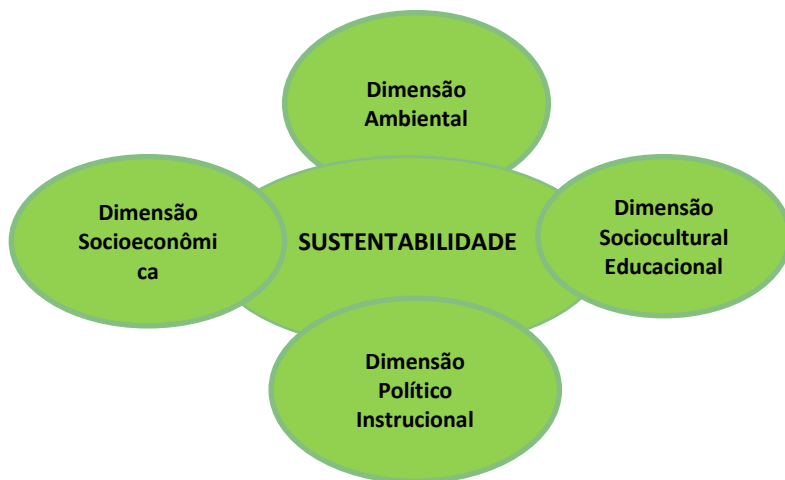 Dimensão
Ambiental
Dimensão
Socioeconômi
ca
SUSTENTABILIDADE
Dimensão
Sociocultural
Educacional
Dimensão
Político
Instrucional